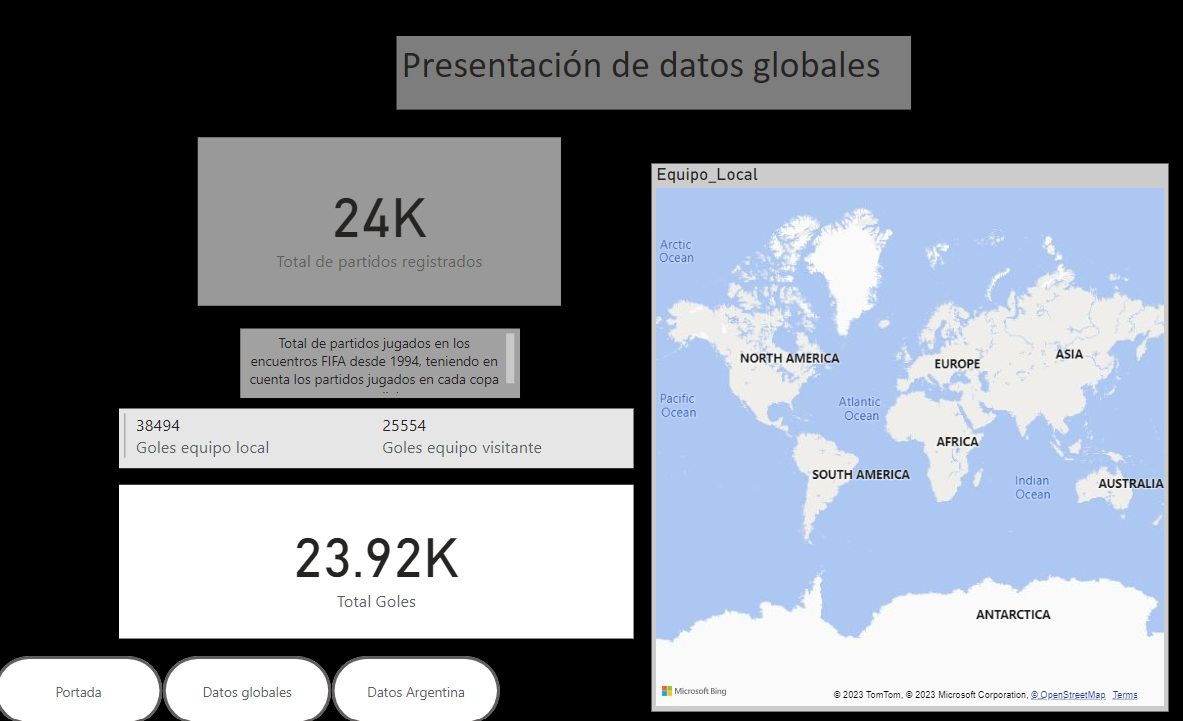 Presentación de datos globales
24K
Total de partidos registrados
Total de partidos jugados en los
encuentros FIFA desde 1994, teniendo en
cuenta los partidos jugados en cada copa
38494
Goles equipo local
25554
Goles equipo visitante
23.92K
Total Goles
Portada
Datos globales
Datos Argentina
Equipo_Local
Arctic
Ocean
NORTH AMERICA
EUROPE
ASIA
Pacific
Ocean
Atlantic
Ocean
AFRICA
SOUTH AMERICA
Indian
Ocean
AUSTRALIA
ANTARCTICA
Microsoft Bing
© 2023 TomTom, © 2023 Microsoft Corporation, © OpenStreetMap Terms